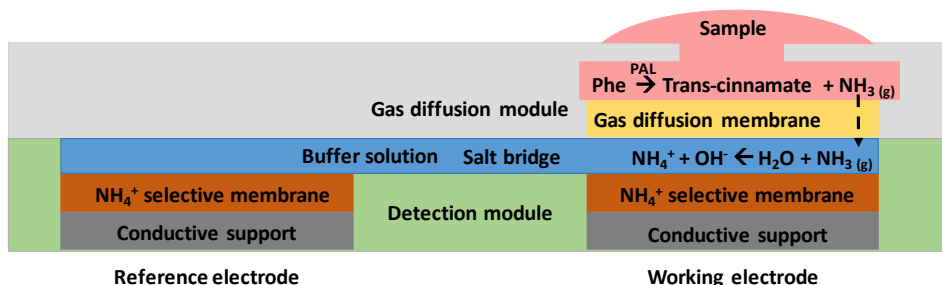 Sample
PAL
Phe → Trans-cinnamate + NH₃ (g)
Gas diffusion module
Gas diffusion membrane
Buffer solution Salt bridge NH₄⁺ + OH⁻ ← H₂O + NH₃ (g)
NH₄⁺ selective membrane NH₄⁺ selective membrane
Detection module
Conductive support Conductive support
Reference electrode Working electrode